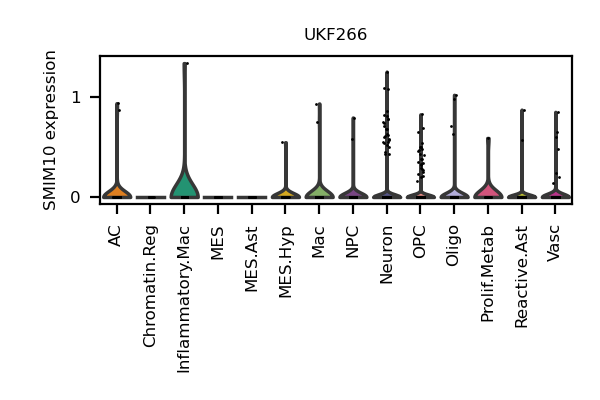 UKF266
SMIM10 expression
1
0
AC
Chromatin.Reg
Inflammatory.Mac
MES
MES.Ast
MES.Hyp
Mac
NPC
Neuron
OPC
Oligo
Prolif.Metab
Reactive.Ast
Vasc